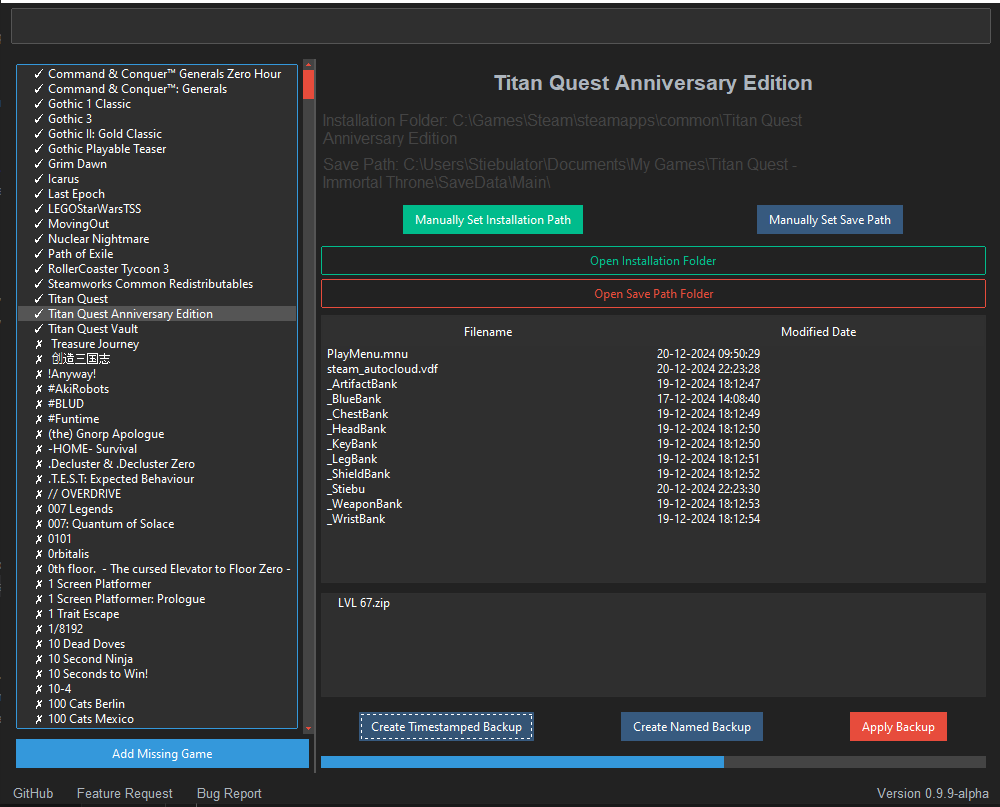 ✓ Command & Conquer™ Generals Zero Hour
✓ Command & Conquer™: Generals
✓ Gothic 1 Classic
✓ Gothic 3
✓ Gothic II: Gold Classic
✓ Gothic Playable Teaser
✓ Grim Dawn
✓ Icarus
✓ Last Epoch
✓ LEGOStarWarsTSS
✓ MovingOut
✓ Nuclear Nightmare
✓ Path of Exile
✓ RollerCoaster Tycoon 3
✓ Steamworks Common Redistributables
✓ Titan Quest
✓ Titan Quest Anniversary Edition
✓ Titan Quest Vault
✗ Treasure Journey
✗ 创造三国志
✗ !Anyway!
✗ #AkiRobots
✗ #BLUD
✗ #Funtime
✗ (the) Gnorp Apologue
✗ -HOME- Survival
✗ .Decluster & .Decluster Zero
✗ .T.E.S.T: Expected Behaviour
✗ // OVERDRIVE
✗ 007 Legends
✗ 007: Quantum of Solace
✗ 0101
✗ 0rbitalis
✗ 0th floor.  - The cursed Elevator to Floor Zero -
✗ 1 Screen Platformer
✗ 1 Screen Platformer: Prologue
✗ 1 Trait Escape
✗ 1/8192
✗ 10 Dead Doves
✗ 10 Second Ninja
✗ 10 Seconds to Win!
✗ 10-4
✗ 100 Cats Berlin
✗ 100 Cats Mexico
Add Missing Game
Titan Quest Anniversary Edition
Installation Folder: C:\Games\Steam\steamapps\common\Titan Quest
Anniversary Edition
Save Path: C:\Users\Stiebulator\Documents\My Games\Titan Quest -
Immortal Throne\SaveData\Main\
Manually Set Installation Path Manually Set Save Path
Open Installation Folder
Open Save Path Folder
Filename Modified Date
PlayMenu.mnu 20-12-2024 09:50:29
steam_autocloud.vdf 20-12-2024 22:23:28
_ArtifactBank 19-12-2024 18:12:47
_BlueBank 17-12-2024 14:08:40
_ChestBank 19-12-2024 18:12:49
_HeadBank 19-12-2024 18:12:50
_KeyBank 19-12-2024 18:12:50
_LegBank 19-12-2024 18:12:51
_ShieldBank 19-12-2024 18:12:52
_Stiebu 20-12-2024 22:23:30
_WeaponBank 19-12-2024 18:12:53
_WristBank 19-12-2024 18:12:54
LVL 67.zip
Create Timestamped Backup Create Named Backup Apply Backup
GitHub Feature Request Bug Report Version 0.9.9-alpha